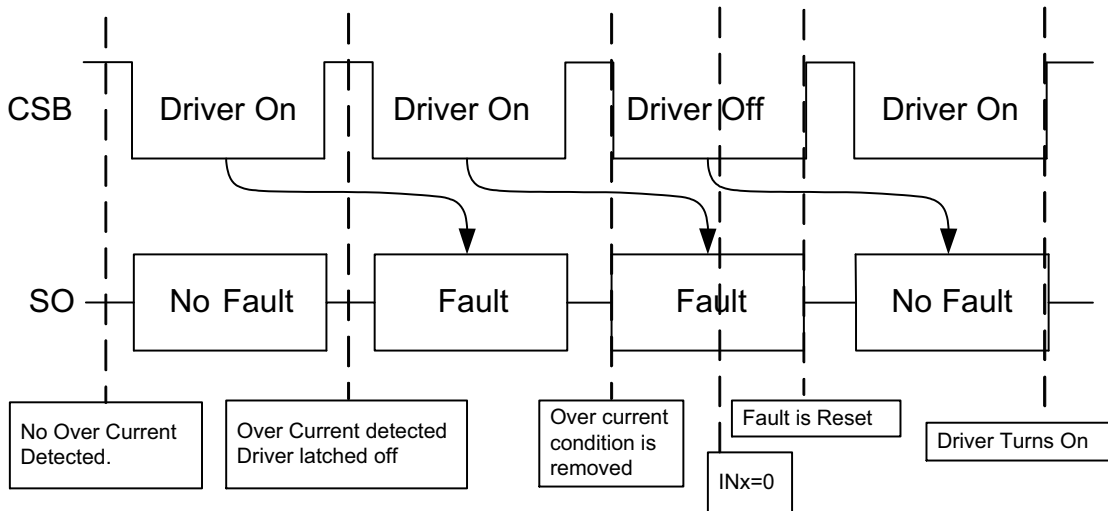 CSB
Driver On
Driver On
Driver Off
Driver On
SO
No Fault
Fault
Fault
No Fault
No Over Current
Detected.
Over Current detected
Driver latched off
Over current
condition is
removed
INx=0
Fault is Reset
Driver Turns On